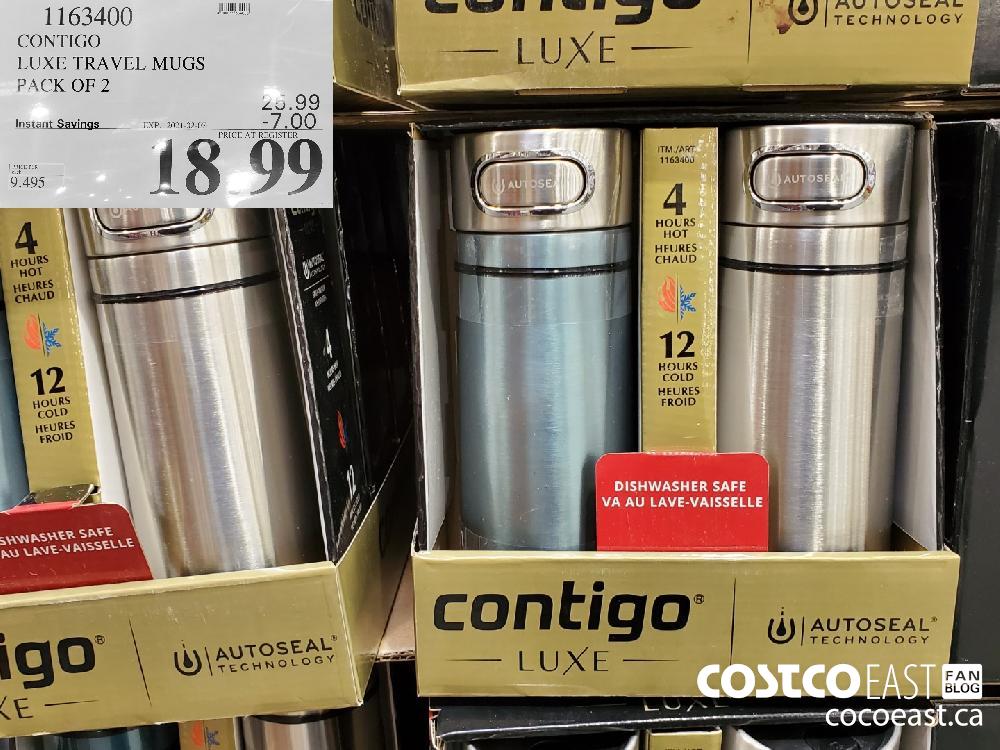 1163400
CONTIGO
LUXE TRAVEL MUGS
PACK OF 2
25.99
Instant Savings
-7.00
PRICE AT REGISTER
18.99
9.495
contigo
LUXE
AUTOSEAL
TECHNOLOGY
4
HOURS
HOT
HEURES
CHAUD
12
HOURS
COLD
HEURES
FROID
AUTOSEAL
4
AUTOSEAL
ITM./ART.
1163400
4
HOURS
HOT
HEURES
CHAUD
12
HOURS
COLD
HEURES
FROID
AUTOSEAL
SHWASHER SAFE
AU LAVE-VAISSELLE
DISHWASHER SAFE
VA AU LAVE-VAISSELLE
igo®
XE
AUTOSEAL®
TECHNOLOGY
contigo®
LUXE
AUTOSEAL®
TECHNOLOGY
COSTCO EAST FAN BLOG
cocoeast.ca